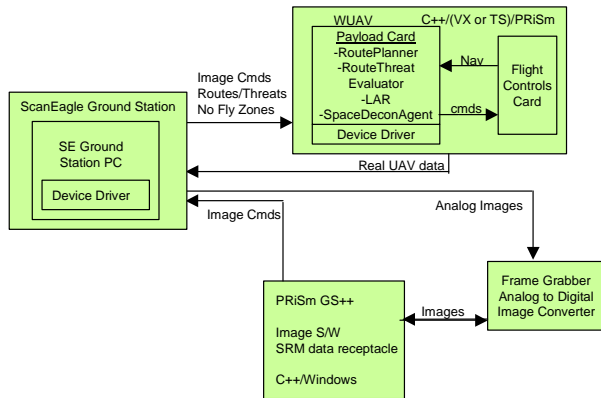 WUAV C++/(VX or TS)/PRiSm
Payload Card
-RoutePlanner
-RouteThreat
Evaluator
-LAR
-SpaceDeconAgent
Device Driver
Nav
cmds
Flight
Controls
Card
Image Cmds
Routes/Threats
No Fly Zones
ScanEagle Ground Station
SE Ground
Station PC
Device Driver
Real UAV data
Image Cmds
Analog Images
PRiSm GS++
Image S/W
SRM data receptacle
C++/Windows
Images
Frame Grabber
Analog to Digital
Image Converter